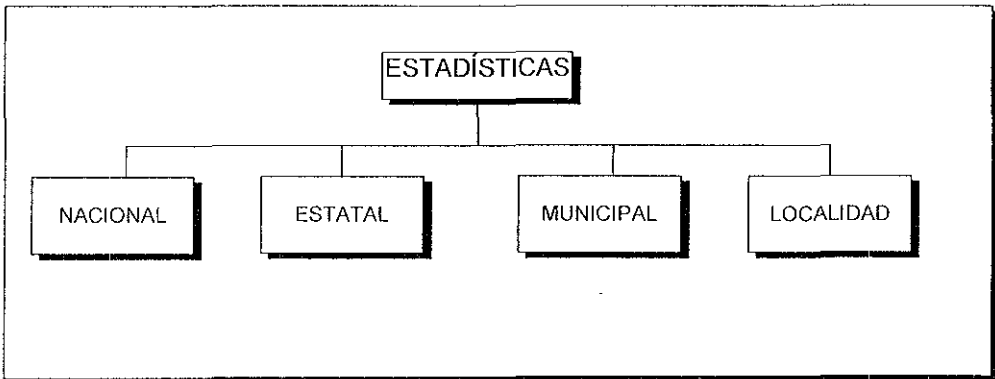 ESTADÍSTICAS
NACIONAL
ESTATAL
MUNICIPAL
LOCALIDAD